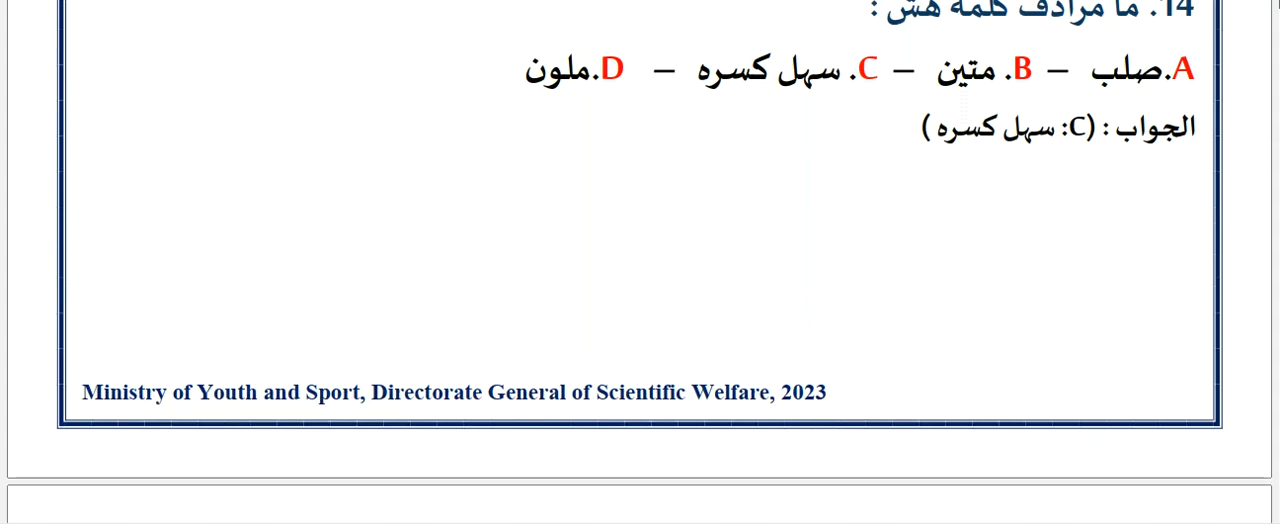 14. ما مرادف كلمة هش :
A.صلب – B. متين – C. سهل كسره – D.ملون
الجواب : (C: سهل كسره )
Ministry of Youth and Sport, Directorate General of Scientific Welfare, 2023